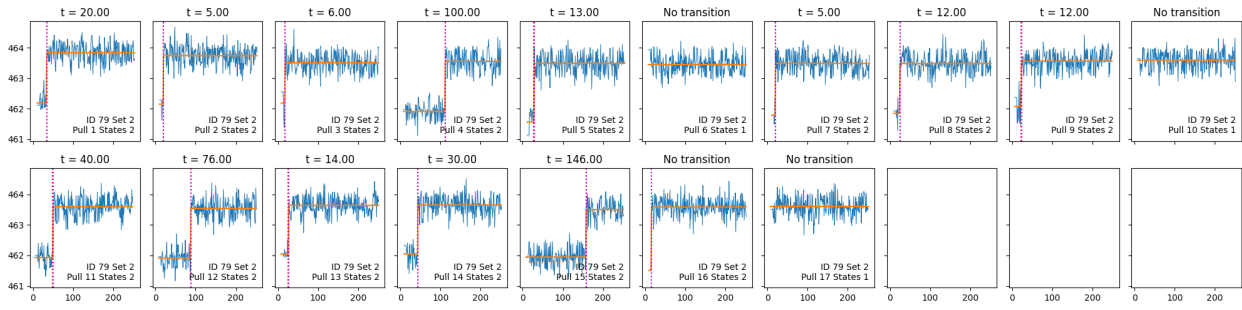 t = 20.00
t = 5.00
t = 6.00
t = 100.00
t = 13.00
No transition
t = 5.00
t = 12.00
t = 12.00
No transition
464
463
462
461
ID 79 Set 2
Pull 1 States 2
ID 79 Set 2
Pull 2 States 2
ID 79 Set 2
Pull 3 States 2
ID 79 Set 2
Pull 4 States 2
ID 79 Set 2
Pull 5 States 2
ID 79 Set 2
Pull 6 States 1
ID 79 Set 2
Pull 7 States 2
ID 79 Set 2
Pull 8 States 2
ID 79 Set 2
Pull 9 States 2
ID 79 Set 2
Pull 10 States 1
t = 40.00
t = 76.00
t = 14.00
t = 30.00
t = 146.00
No transition
No transition
464
463
462
461
ID 79 Set 2
Pull 11 States 2
ID 79 Set 2
Pull 12 States 2
ID 79 Set 2
Pull 13 States 2
ID 79 Set 2
Pull 14 States 2
ID 79 Set 2
Pull 15 States 2
ID 79 Set 2
Pull 16 States 2
ID 79 Set 2
Pull 17 States 1
0 100 200
0 100 200
0 100 200
0 100 200
0 100 200
0 100 200
0 100 200
0 100 200
0 100 200
0 100 200